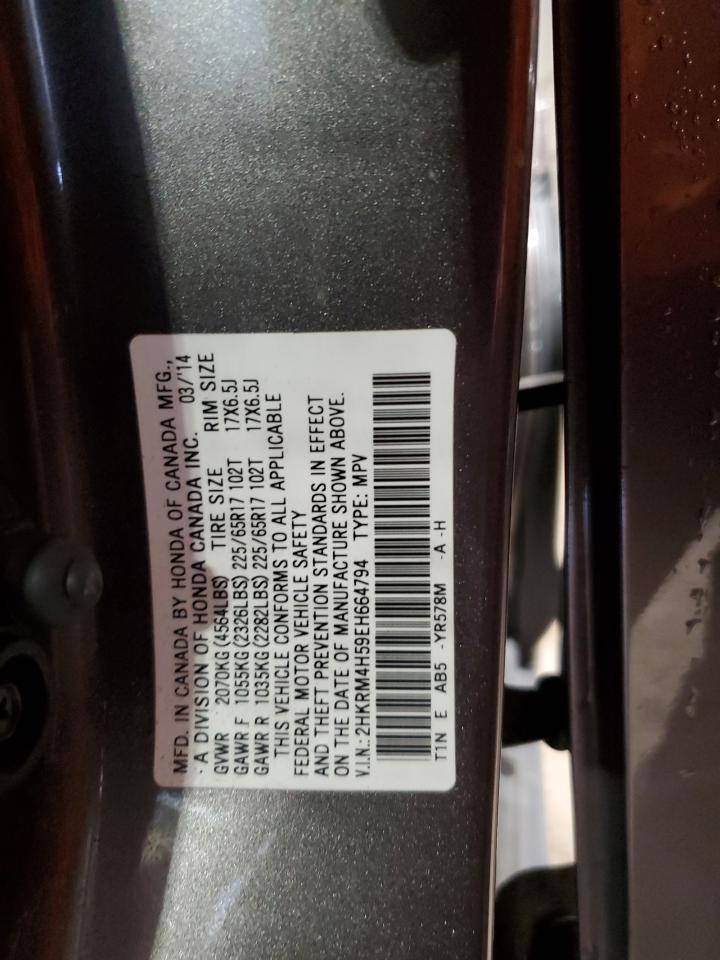 MFD. IN CANADA BY HONDA OF CANADA MFG.,
- A DIVISION OF HONDA CANADA INC. 03/'14
GVWR 2070KG (4564LBS) TIRE SIZE RIM SIZE
GAWR F 1055KG (2326LBS) 225/65R17 102T 17X6.5J
GAWR R 1035KG (2282LBS) 225/65R17 102T 17X6.5J
THIS VEHICLE CONFORMS TO ALL APPLICABLE
FEDERAL MOTOR VEHICLE SAFETY
AND THEFT PREVENTION STANDARDS IN EFFECT
ON THE DATE OF MANUFACTURE SHOWN ABOVE.
V.I.N.: 2HKRM4H59EH664794 TYPE: MPV
T1N E AB5 -YR578M -A -H